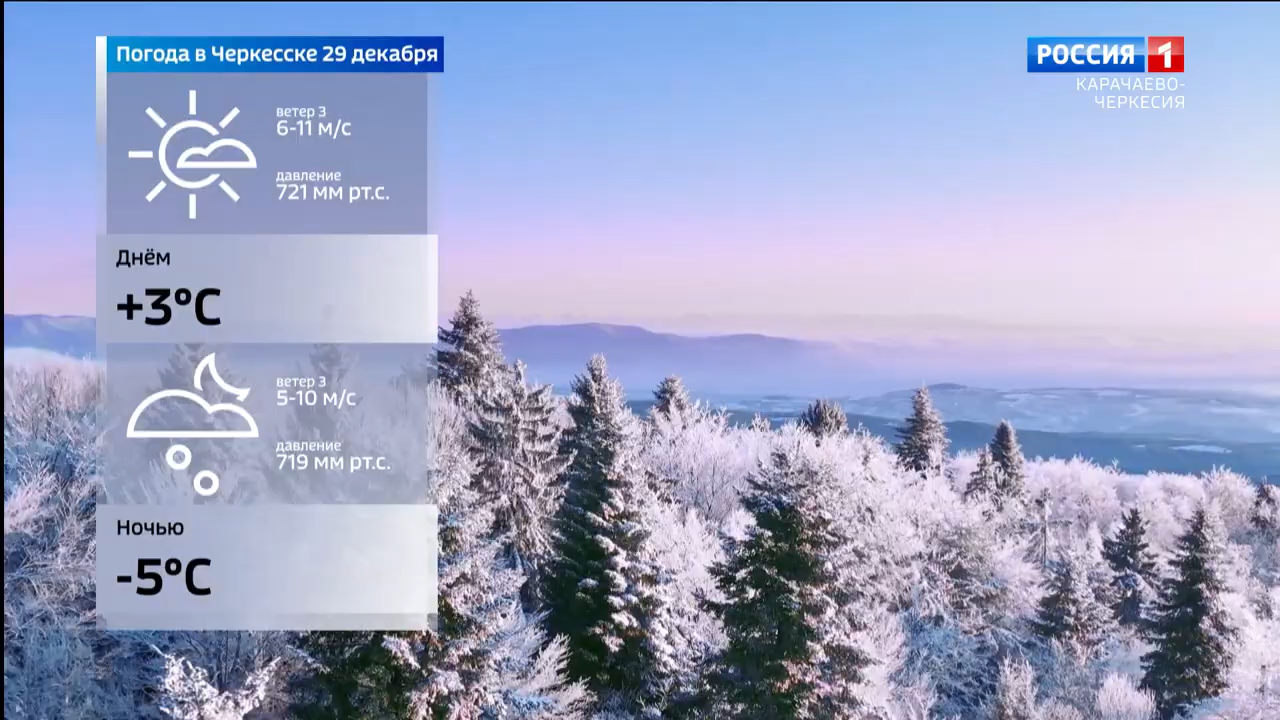 Погода в Черкесске 29 декабря
РОССИЯ 1
КАРАЧАЕВО-
ЧЕРКЕСИЯ
ветер З
6-11 м/с
давление
721 мм рт.с.
Днём
+3°C
ветер З
5-10 м/с
давление
719 мм рт.с.
Ночью
-5°C